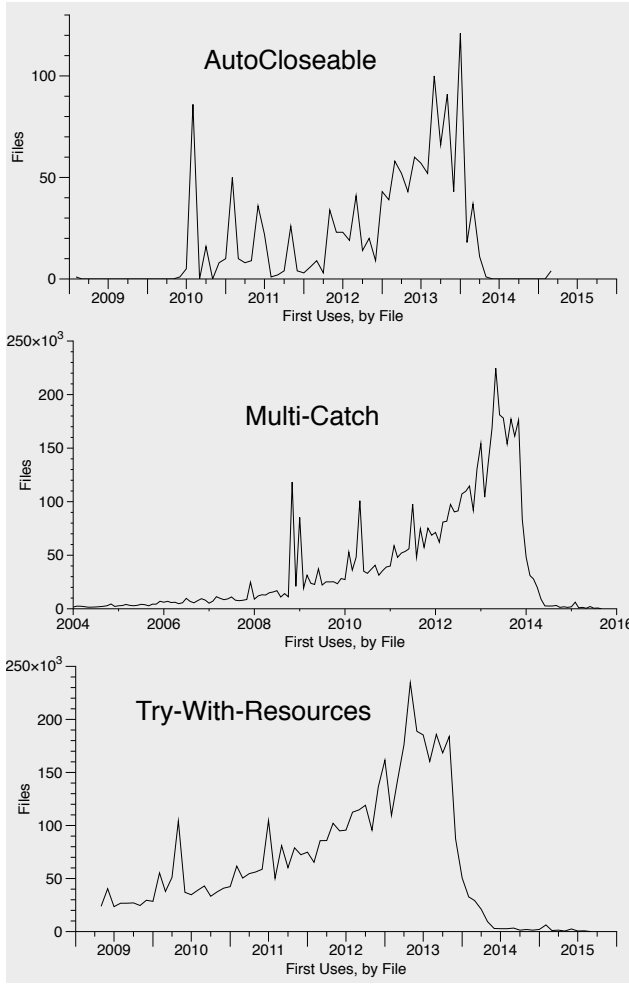 AutoCloseable
100
50
0
Files
2009 2010 2011 2012 2013 2014 2015
First Uses, by File
250×10³
200
150
100
50
0
Files
Multi-Catch
2004 2006 2008 2010 2012 2014 2016
First Uses, by File
250×10³
200
150
100
50
0
Files
Try-With-Resources
2009 2010 2011 2012 2013 2014 2015
First Uses, by File